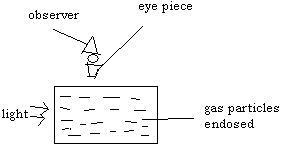 eye piece
observer
light
gas particles
endosed